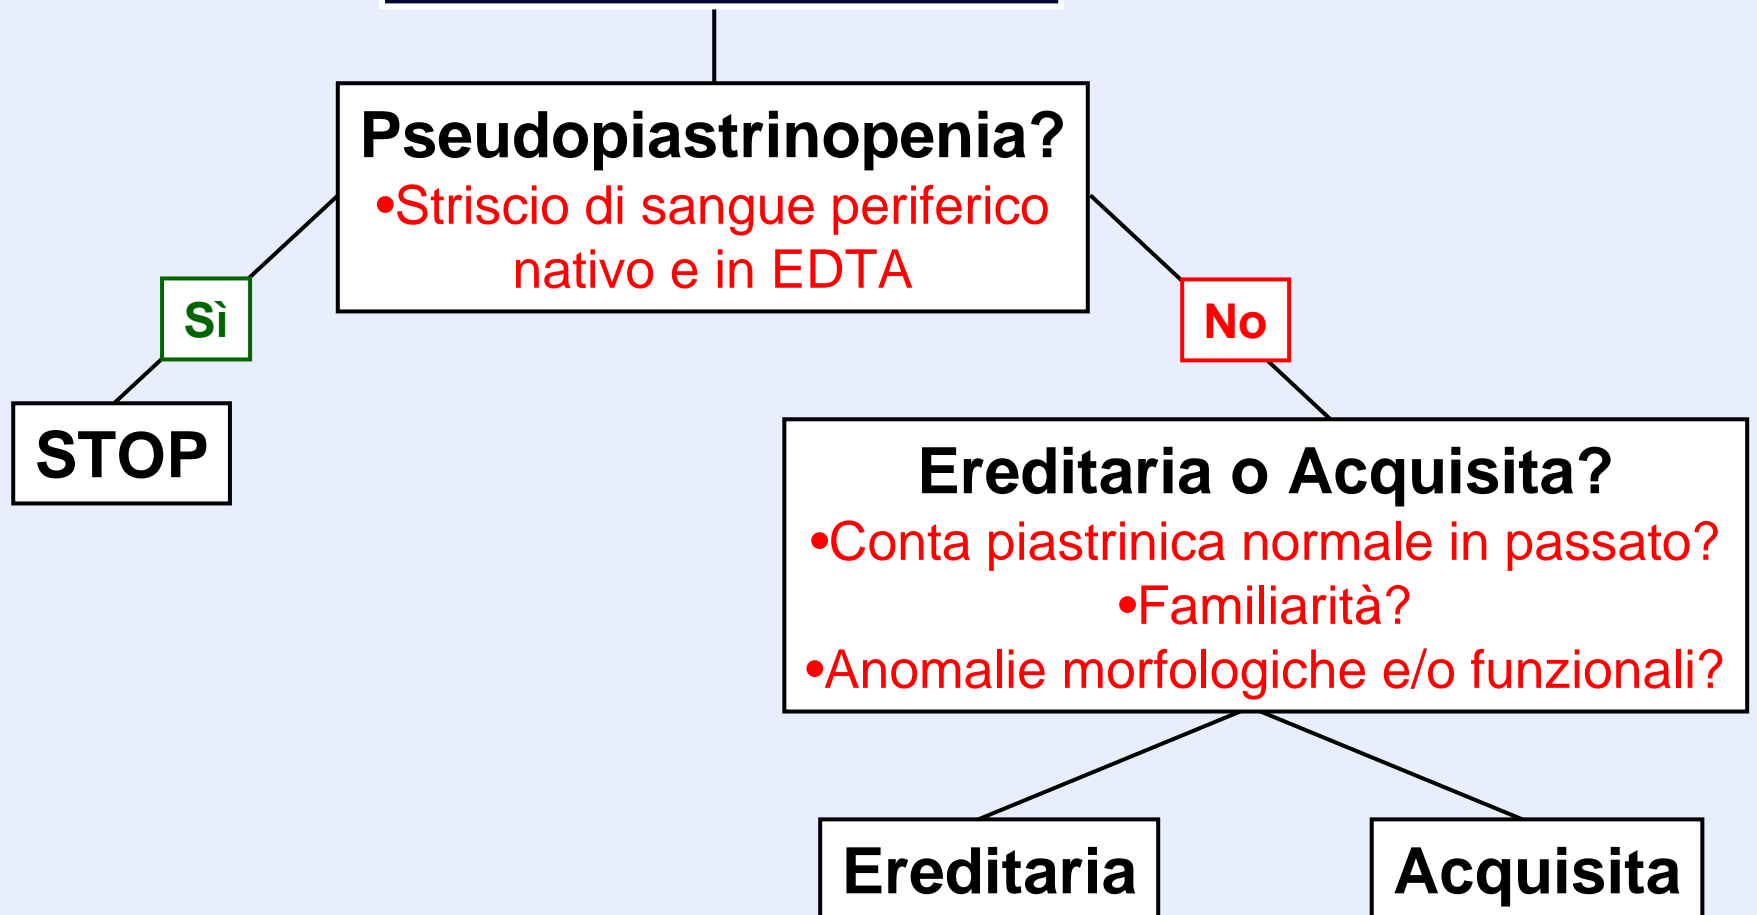 Pseudopiastrinopenia?
•Striscio di sangue periferico
nativo e in EDTA
Sì
No
STOP
Ereditaria o Acquisita?
•Conta piastrinica normale in passato?
•Familiarità?
•Anomalie morfologiche e/o funzionali?
Ereditaria
Acquisita